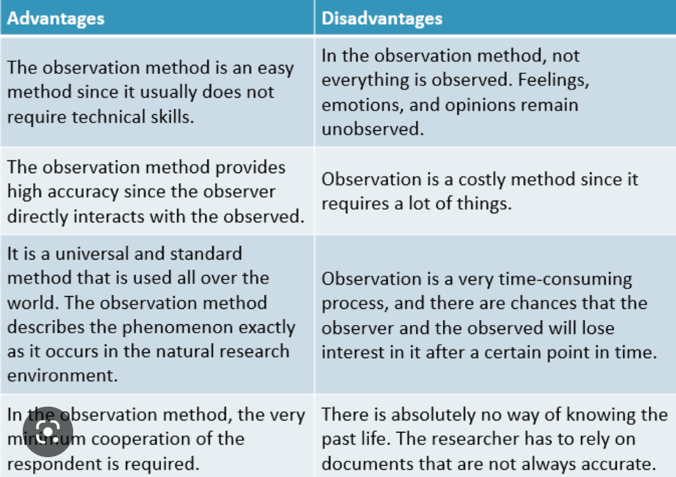 Advantages
Disadvantages
The observation method is an easy
method since it usually does not
require technical skills.
In the observation method, not
everything is observed. Feelings,
emotions, and opinions remain
unobserved.
The observation method provides
high accuracy since the observer
directly interacts with the observed.
Observation is a costly method since it
requires a lot of things.
It is a universal and standard
method that is used all over the
world. The observation method
describes the phenomenon exactly
as it occurs in the natural research
environment.
Observation is a very time-consuming
process, and there are chances that the
observer and the observed will lose
interest in it after a certain point in time.
In the observation method, the very
minimum cooperation of the
respondent is required.
There is absolutely no way of knowing the
past life. The researcher has to rely on
documents that are not always accurate.